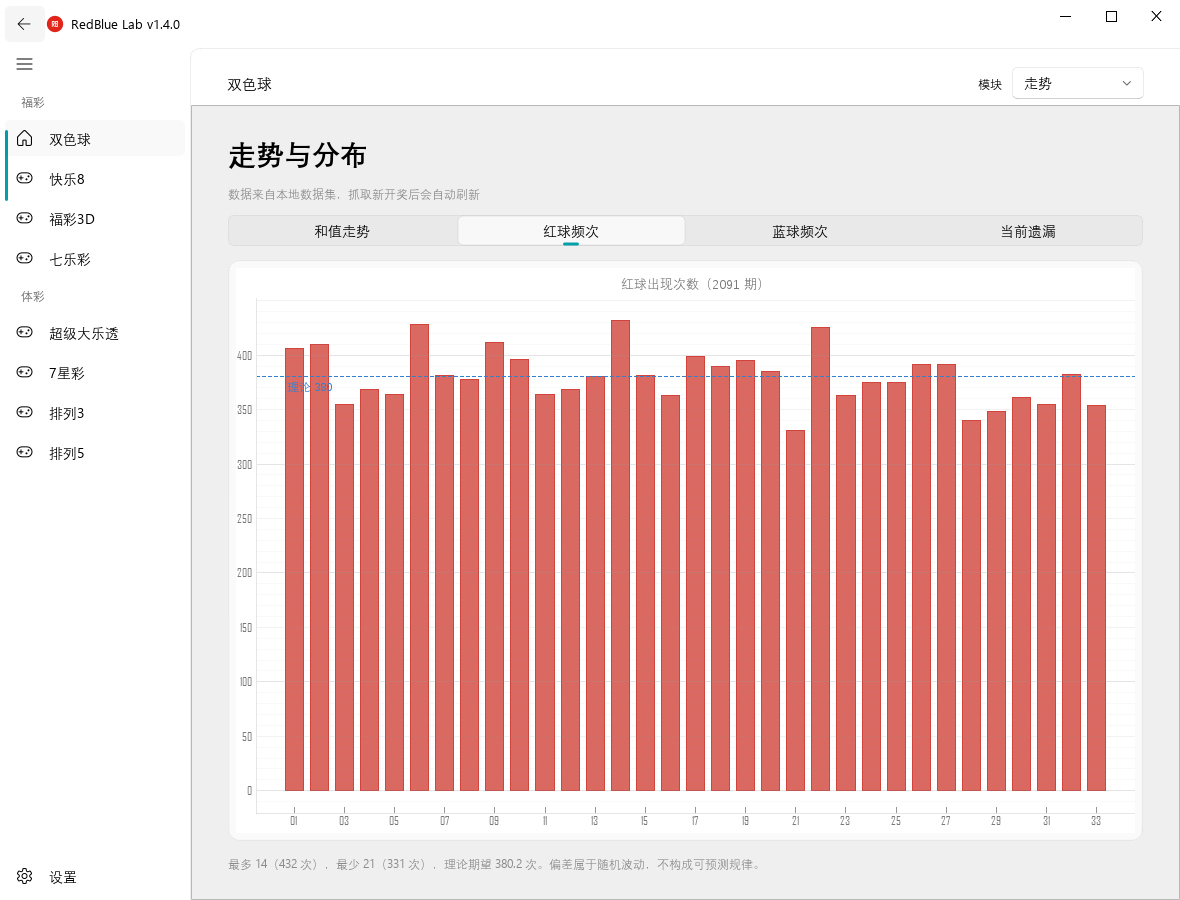 RB RedBlue Lab v1.4.0
双色球 模块 走势
福彩
双色球
快乐8
福彩3D
七乐彩
体彩
超级大乐透
7星彩
排列3
排列5
设置
走势与分布
数据来自本地数据集，抓取新开奖后会自动刷新
和值走势 红球频次 蓝球频次 当前遗漏
红球出现次数（2091 期）
400
理论 380
350
300
250
200
150
100
50
0
01 03 05 07 09 11 13 15 17 19 21 23 25 27 29 31 33
最多 14（432 次），最少 21（331 次），理论期望 380.2 次。偏差属于随机波动，不构成可预测规律。